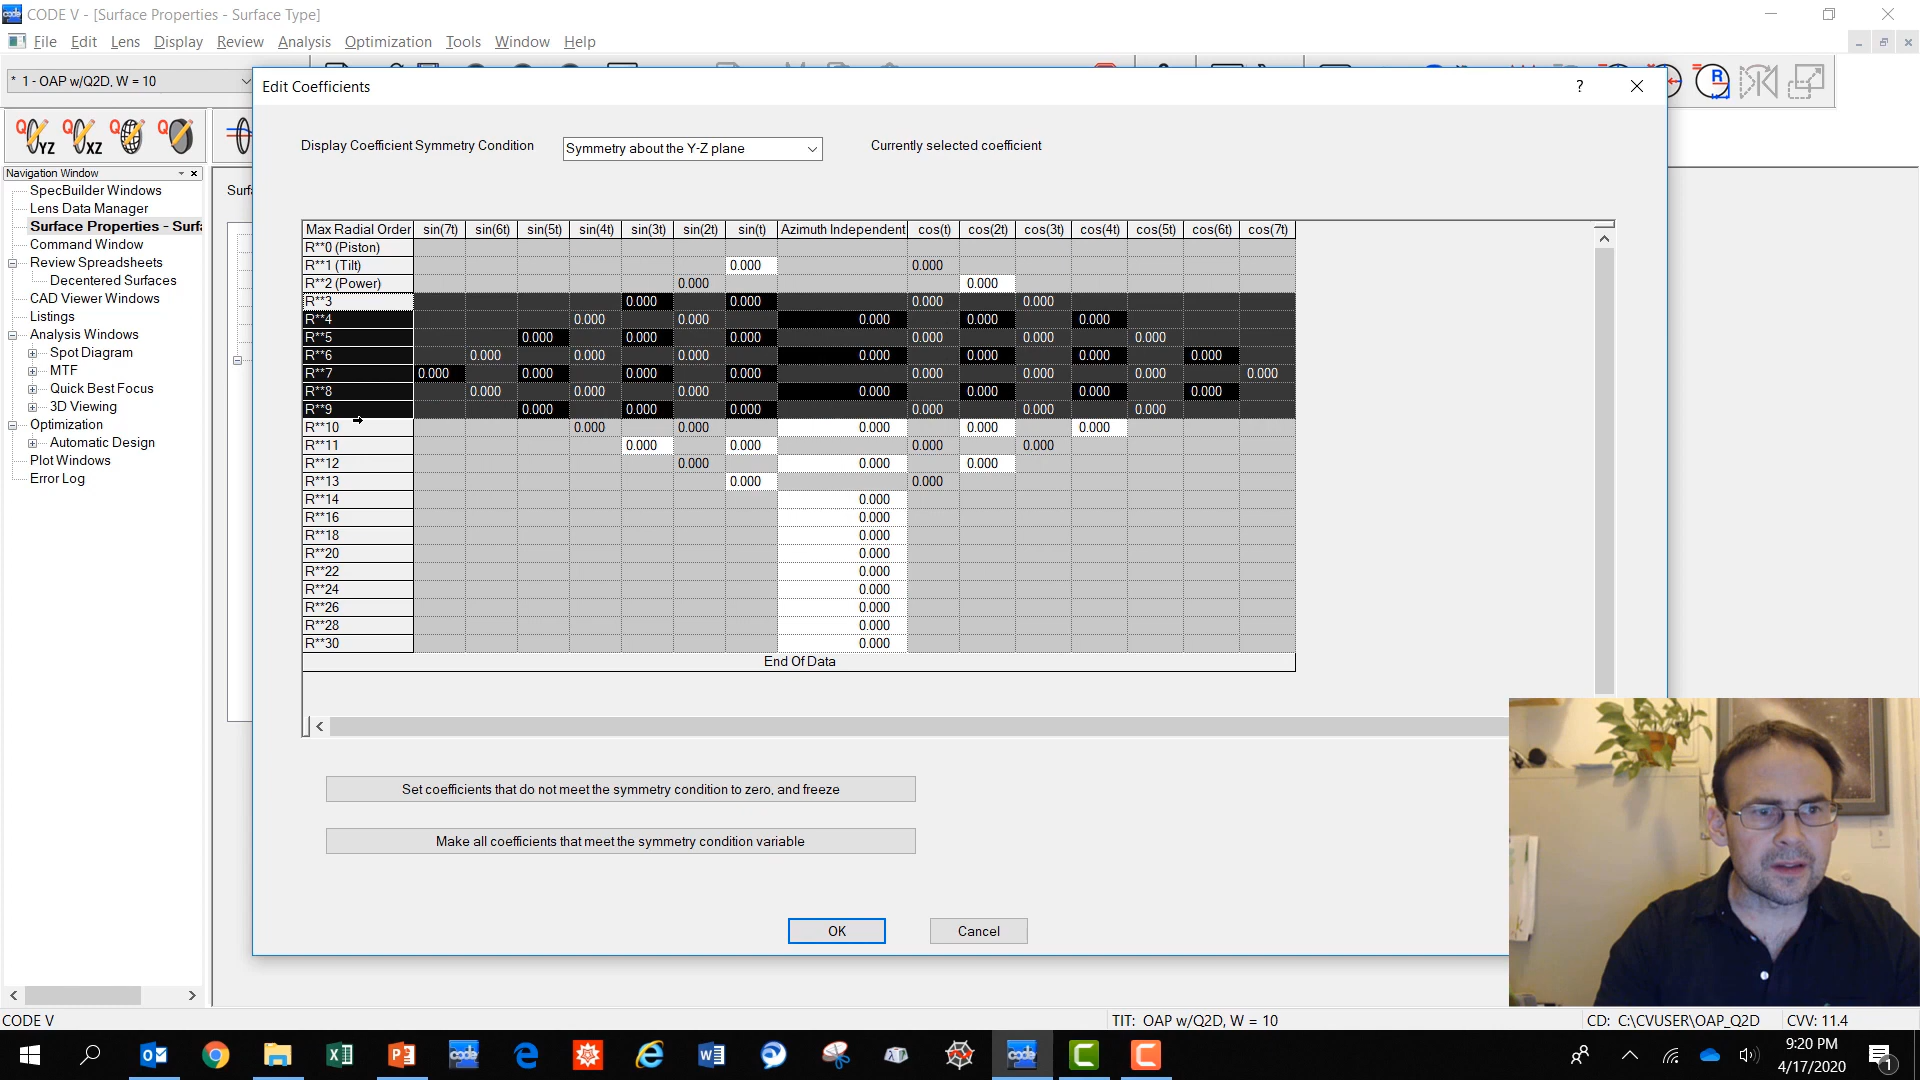 CODE V - [Surface Properties - Surface Type]
File Edit Lens Display Review Screens Analysis Optimization Tools Window Help
* 1 - OAP w/Q2D, W = 10
Edit Coefficients
?
R
Q YZ Q XZ Q Q
Display Coefficient Symmetry Condition
Symmetry about the Y-Z plane
Currently selected coefficient
Navigation Window
SpecBuilder Windows
Lens Data Manager
Surface Properties - Surf
Command Window
Review Spreadsheets
Decentered Surfaces
CAD Viewer Windows
Listings
Analysis Windows
Spot Diagram
MTF
Quick Best Focus
3D Viewing
Optimization
Automatic Design
Plot Windows
Error Log
Surf
Max Radial Order sin(7t) sin(6t) sin(5t) sin(4t) sin(3t) sin(2t) sin(t) Azimuth Independent cos(t) cos(2t) cos(3t) cos(4t) cos(5t) cos(6t) cos(7t)
R**0 (Piston)
R**1 (Tilt) 0.000 0.000
R**2 (Power) 0.000 0.000
R**3 0.000 0.000 0.000 0.000
R**4 0.000 0.000 0.000 0.000 0.000
R**5 0.000 0.000 0.000 0.000 0.000 0.000
R**6 0.000 0.000 0.000 0.000 0.000 0.000 0.000
R**7 0.000 0.000 0.000 0.000 0.000 0.000 0.000 0.000
R**8 0.000 0.000 0.000 0.000 0.000 0.000 0.000
R**9 0.000 0.000 0.000 0.000 0.000 0.000
R**10 0.000 0.000 0.000 0.000 0.000
R**11 0.000 0.000 0.000 0.000
R**12 0.000 0.000 0.000
R**13 0.000 0.000
R**14 0.000
R**16 0.000
R**18 0.000
R**20 0.000
R**22 0.000
R**24 0.000
R**26 0.000
R**28 0.000
R**30 0.000
End Of Data
Set coefficients that do not meet the symmetry condition to zero, and freeze
Make all coefficients that meet the symmetry condition variable
OK
Cancel
CODE V
TIT: OAP w/Q2D, W = 10
CD: C:\CVUSER\OAP_Q2D
CVV: 11.4
9:20 PM
4/17/2020
1